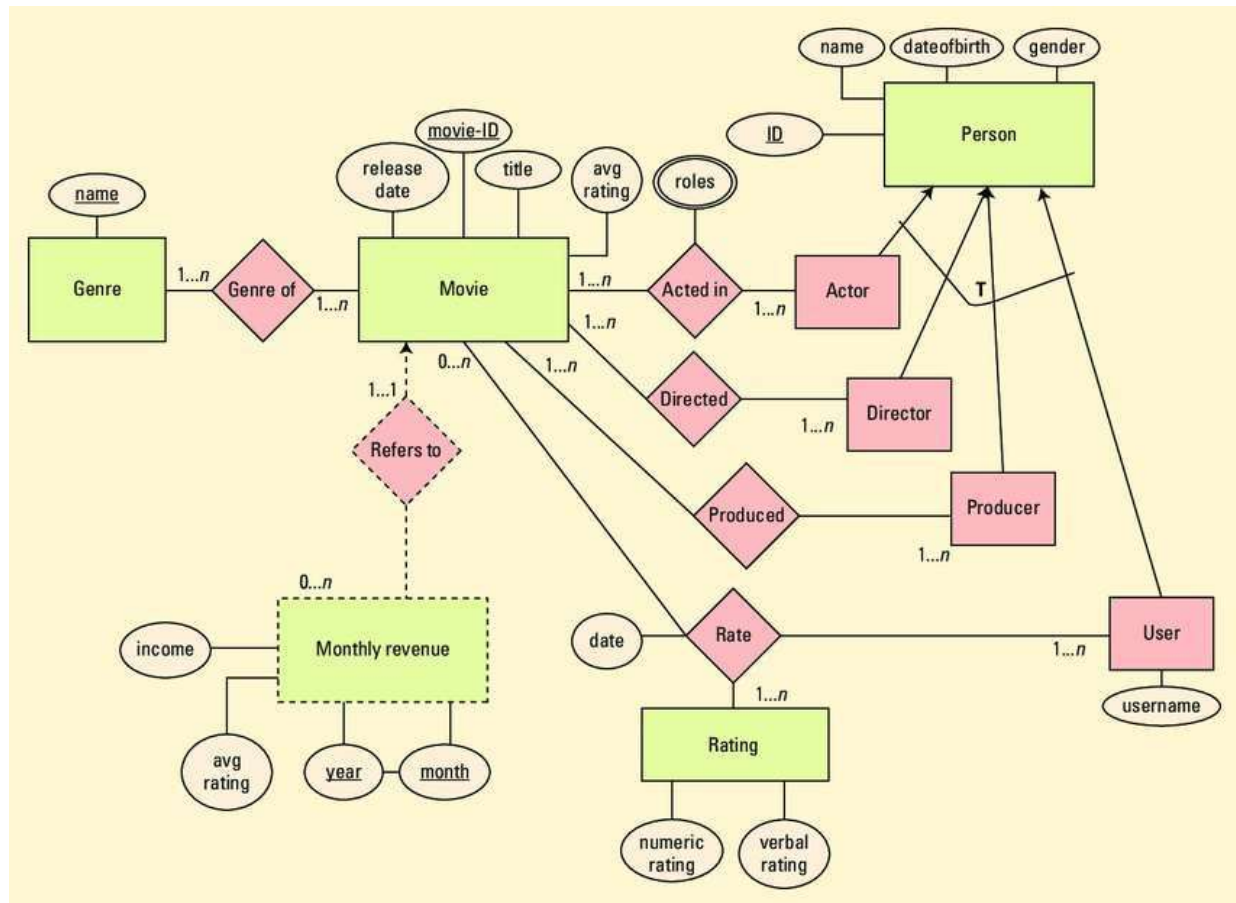 name
dateofbirth
gender
Person
ID
movie-ID
release
date
title
avg
rating
roles
name
Genre
1...n
Genre of
1...n
Movie
1...n
Acted in
1...n
Actor
T
1...n
0...n
1...n
Directed
1...n
Director
1...1
Refers to
Produced
1...n
Producer
0...n
Monthly revenue
income
avg
rating
year
month
date
Rate
1...n
User
username
1...n
Rating
numeric
rating
verbal
rating